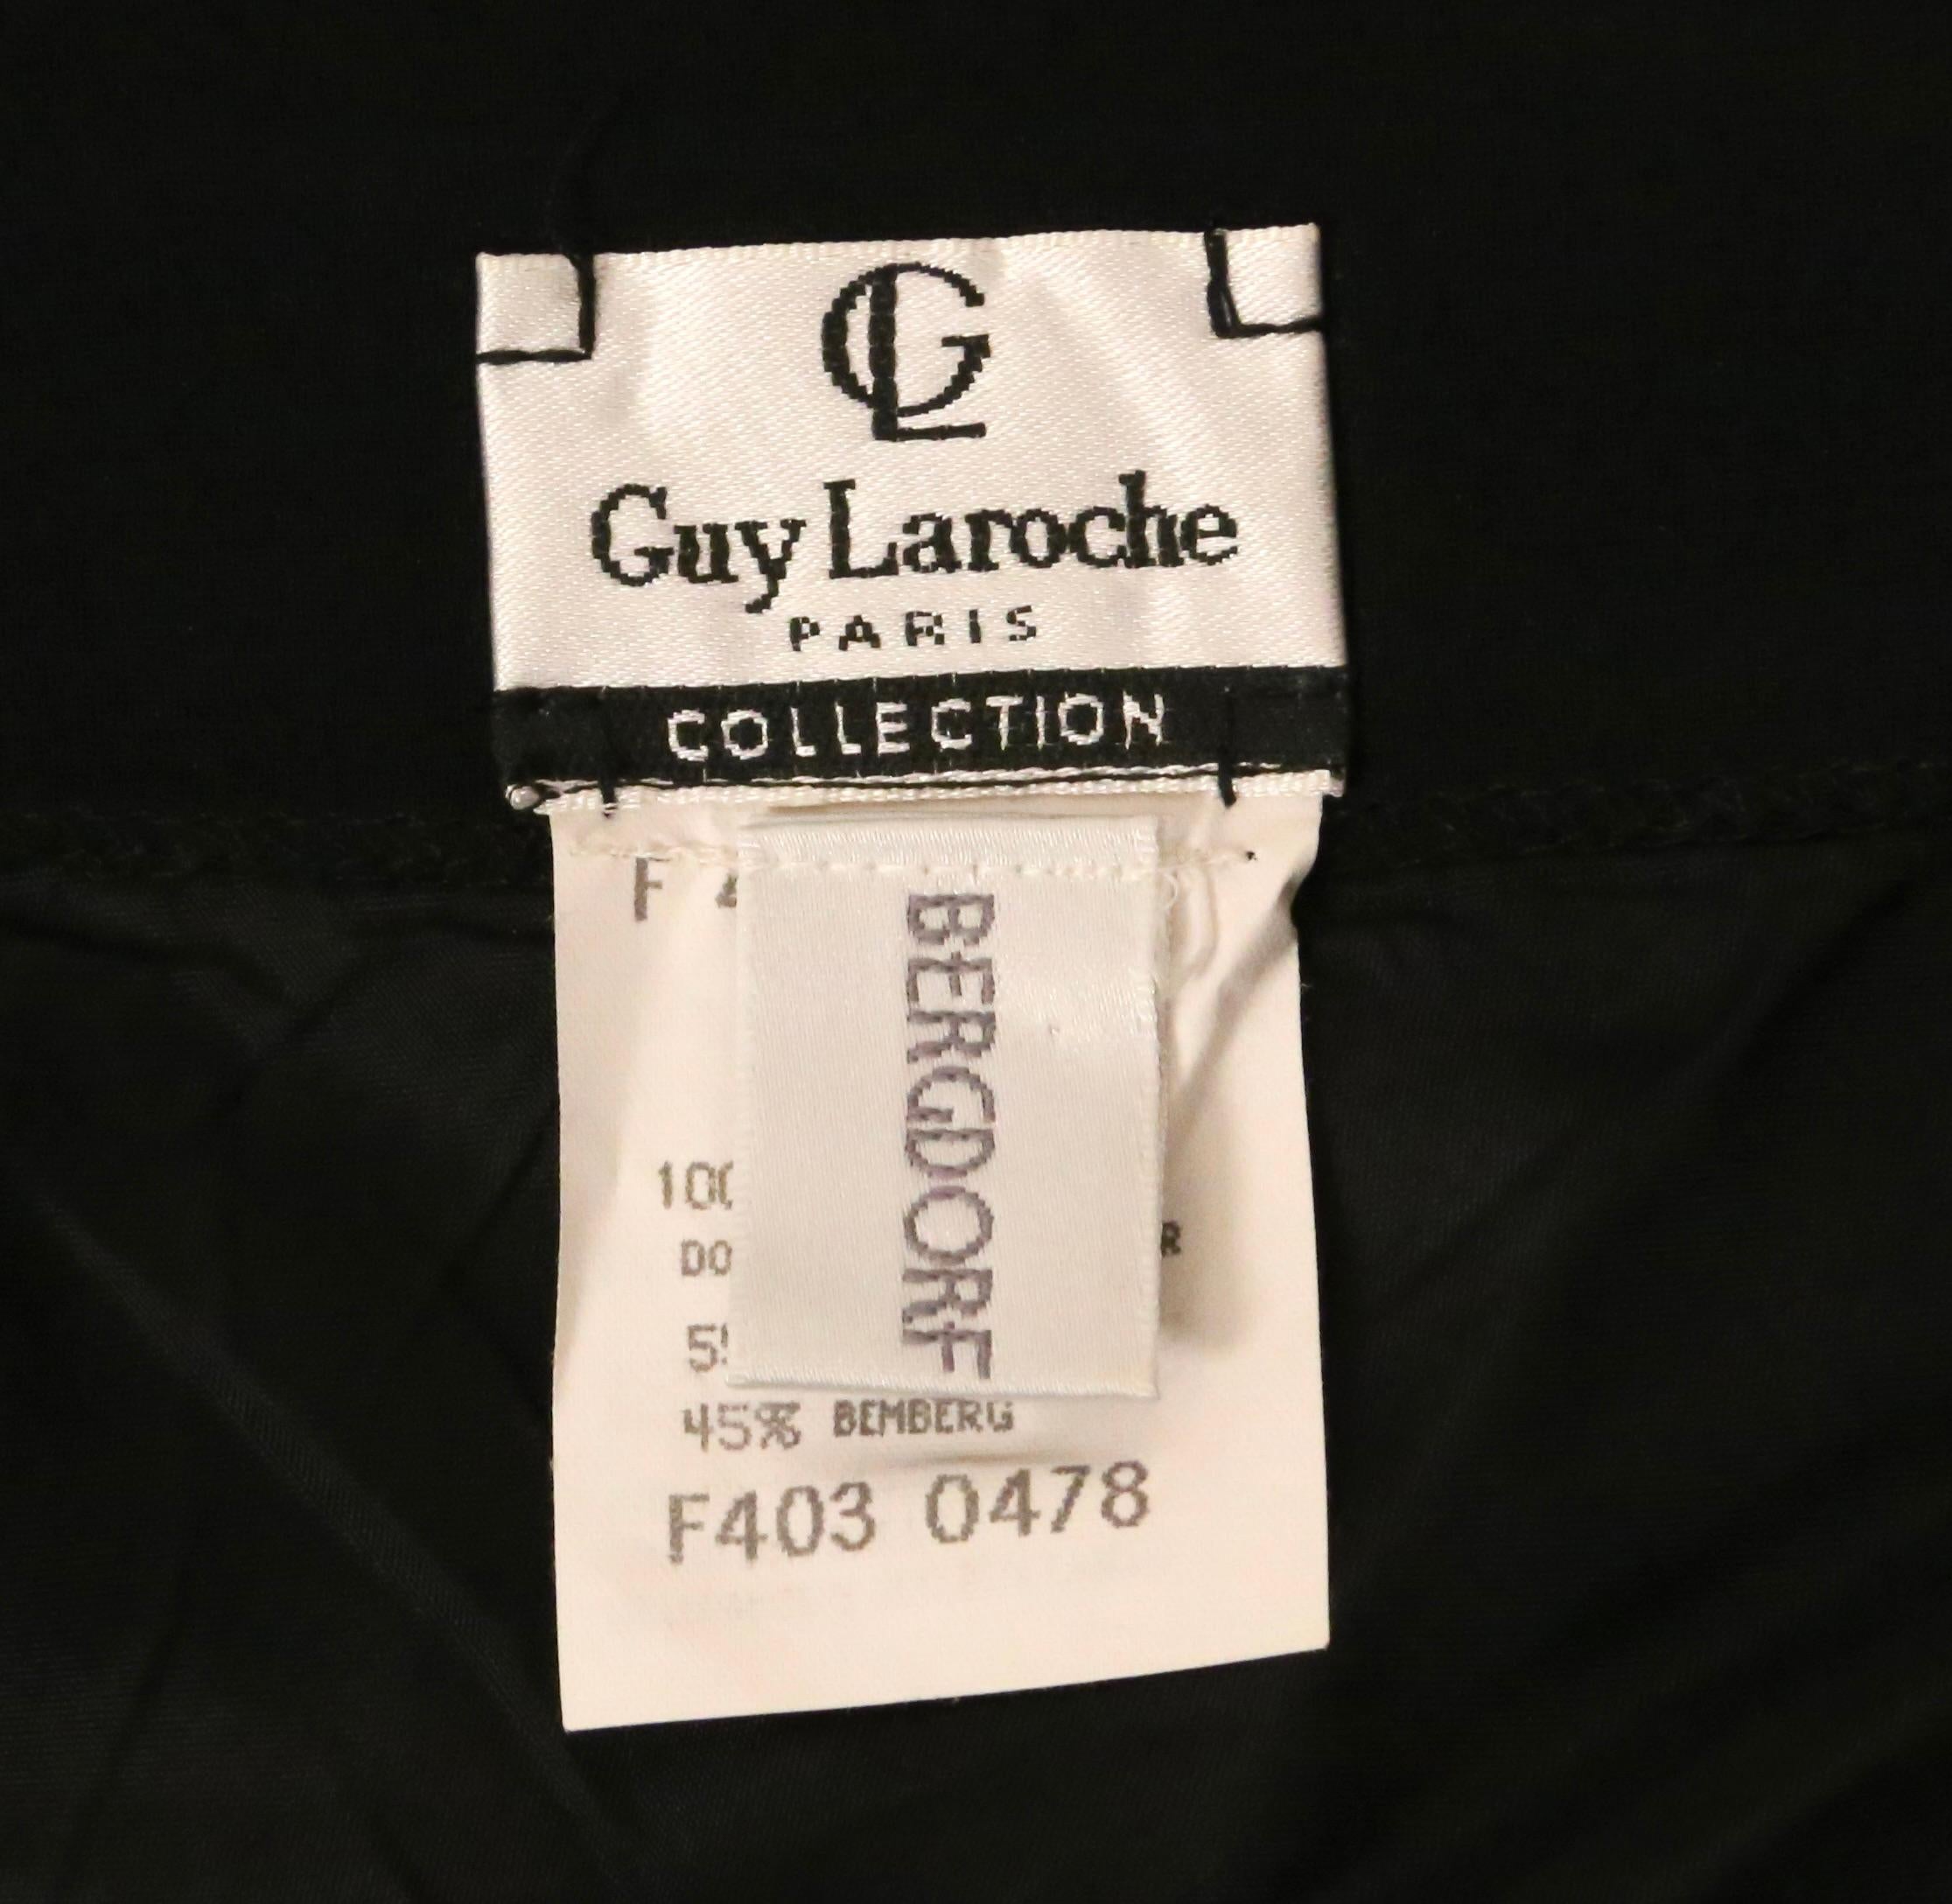 GL
Guy Laroche
PARIS
COLLECTION
F
BERGDORF
45% BEMBERG
F403 0478